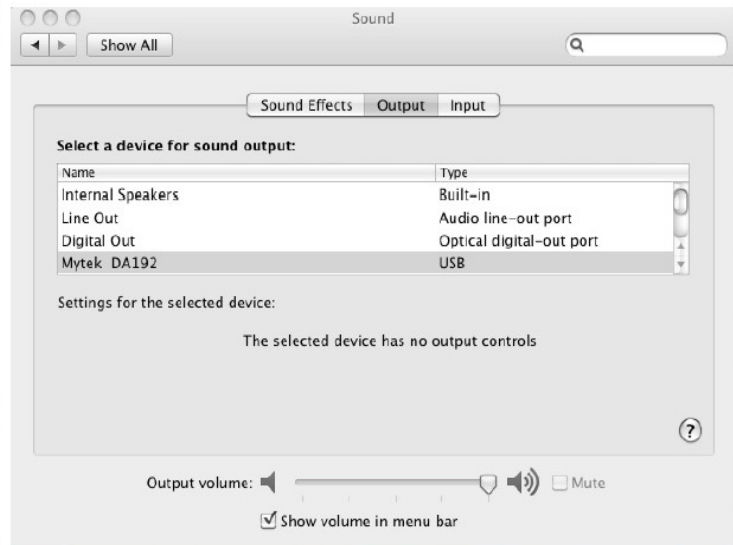 Sound
Show All
Sound Effects Output Input
Select a device for sound output:
Name Type
Internal Speakers Built-in
Line Out Audio line-out port
Digital Out Optical digital-out port
Mytek DA192 USB
Settings for the selected device:
The selected device has no output controls
?
Output volume: Mute
Show volume in menu bar